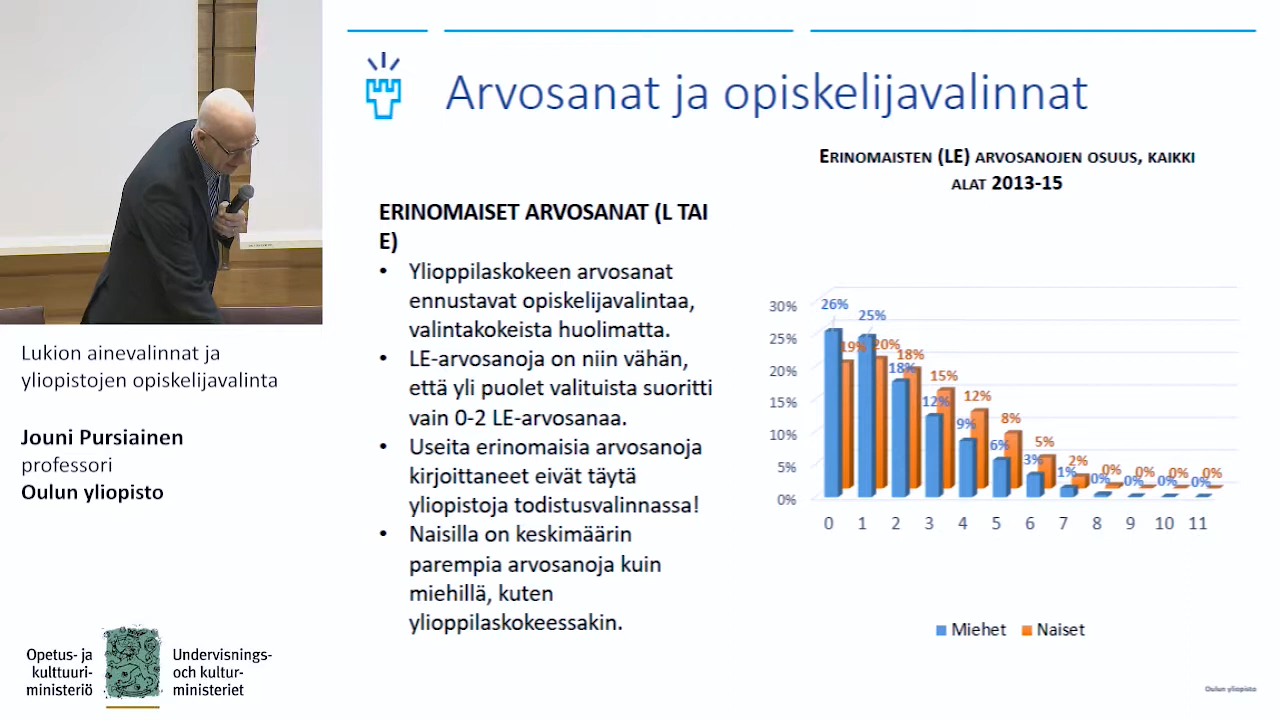 Arvosanat ja opiskelijavalinnat
ERINOMAISET ARVOSANAT (L TAI
E)
• Ylioppilaskokeen arvosanat
ennustavat opiskelijavalintaa,
valintakokeista huolimatta.
• LE-arvosanoja on niin vähän,
että yli puolet valituista suoritti
vain 0-2 LE-arvosanaa.
• Useita erinomaisia arvosanoja
kirjoittaneet eivät täytä
yliopistoja todistusvalinnassa!
• Naisilla on keskimäärin
parempia arvosanoja kuin
miehillä, kuten
ylioppilaskokeessakin.
ERINOMAISTEN (LE) ARVOSANOJEN OSUUS, KAIKKI
ALAT 2013-15
30%
25%
20%
15%
10%
5%
0%
26% 25% 18% 12% 9% 6% 3% 1% 0% 0% 0% 0%
19% 20% 18% 15% 12% 8% 5% 2% 0% 0% 0% 0%
0 1 2 3 4 5 6 7 8 9 10 11
Miehet Naiset
Oulun yliopisto
Lukion ainevalinnat ja
yliopistojen opiskelijavalinta
Jouni Pursiainen
professori
Oulun yliopisto
Opetus- ja
kulttuuri-
ministeriö
Undervisnings-
och kultur-
ministeriet